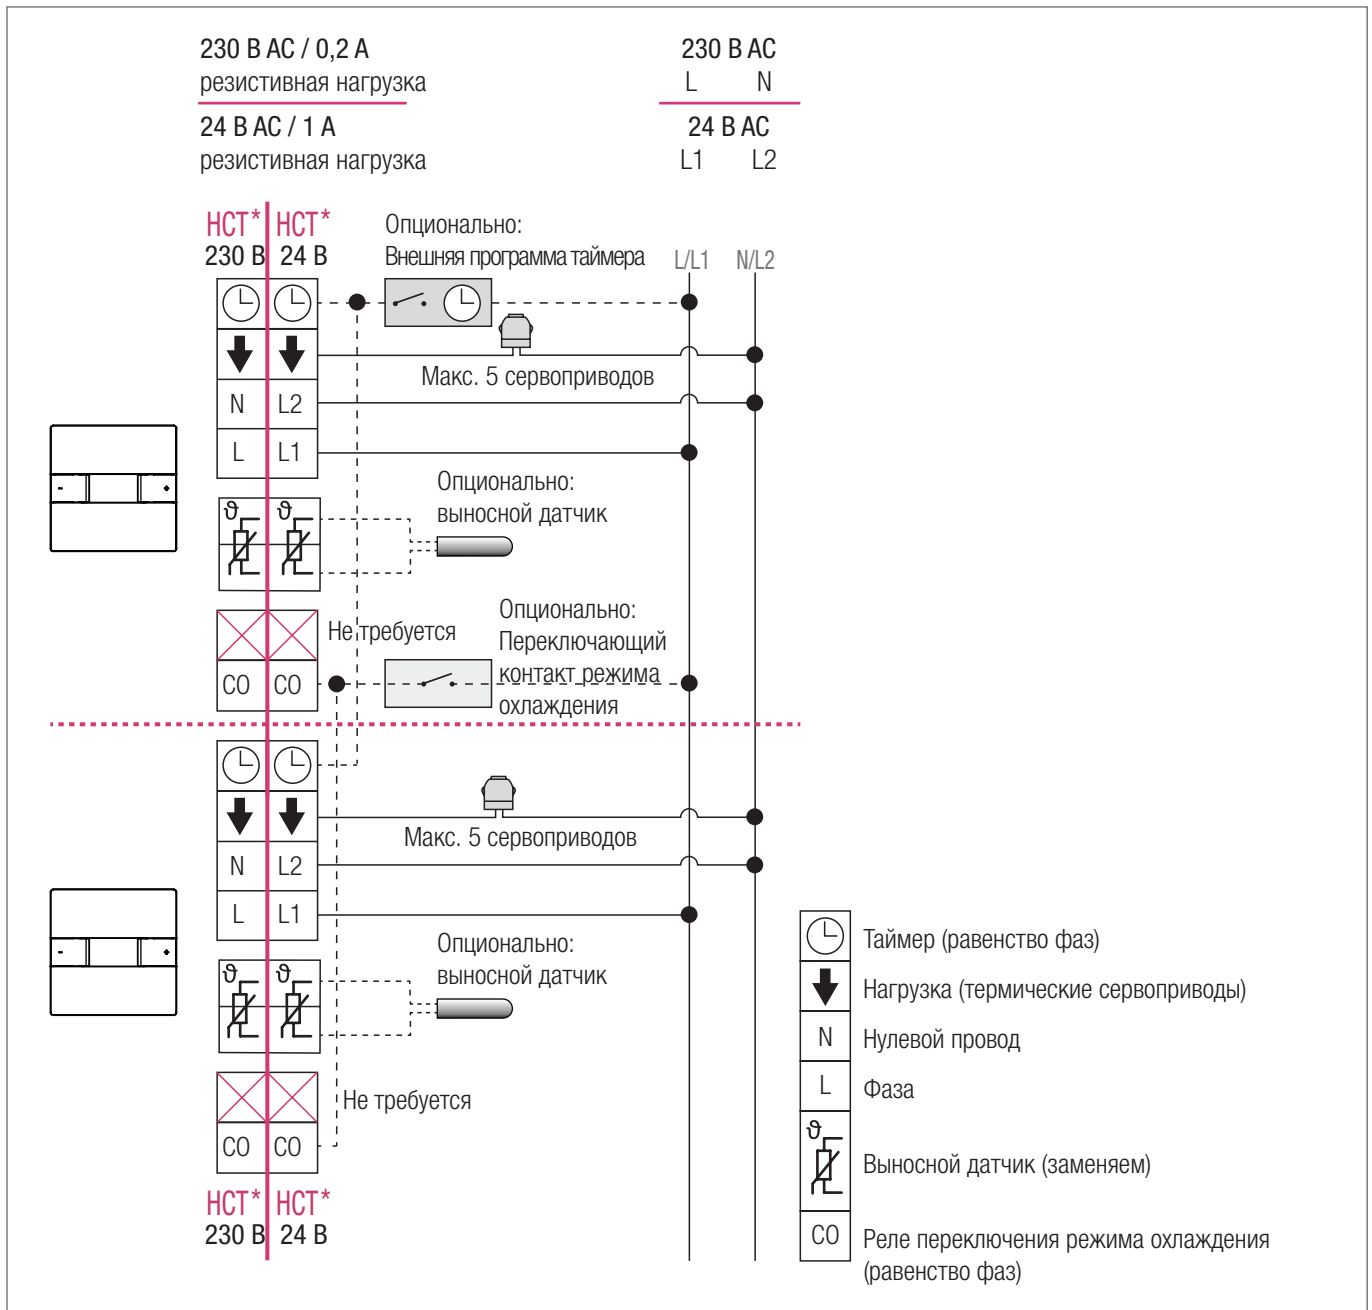 230 В AC / 0,2 A
резистивная нагрузка
24 В AC / 1 A
резистивная нагрузка
230 В AC
L N
24 В AC
L1 L2
НСТ* НСТ*
230 В 24 В
Опционально:
Внешняя программа таймера
L/L1 N/L2
Макс. 5 сервоприводов
N L2
L L1
Опционально:
выносной датчик
ϑ ϑ
Не требуется
Опционально:
Переключающий
контакт режима
охлаждения
CO CO
Макс. 5 сервоприводов
N L2
L L1
Опционально:
выносной датчик
ϑ ϑ
Не требуется
CO CO
НСТ* НСТ*
230 В 24 В
Таймер (равенство фаз)
Нагрузка (термические сервоприводы)
N Нулевой провод
L Фаза
ϑ Выносной датчик (заменяем)
CO Реле переключения режима охлаждения
(равенство фаз)